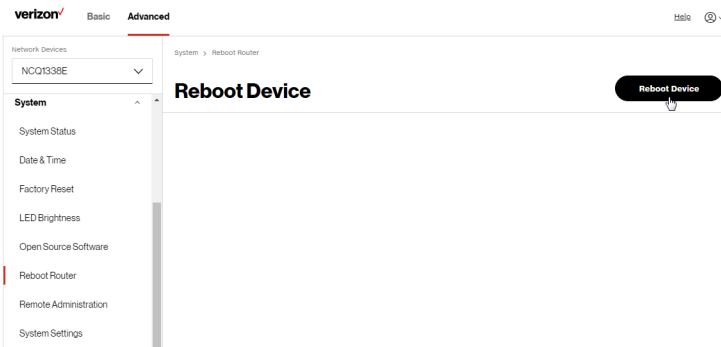 verizon✓ Basic Advanced Help
Network Devices
NCQ1338E
System
System Status
Date & Time
Factory Reset
LED Brightness
Open Source Software
Reboot Router
Remote Administration
System Settings
System > Reboot Router
Reboot Device
Reboot Device